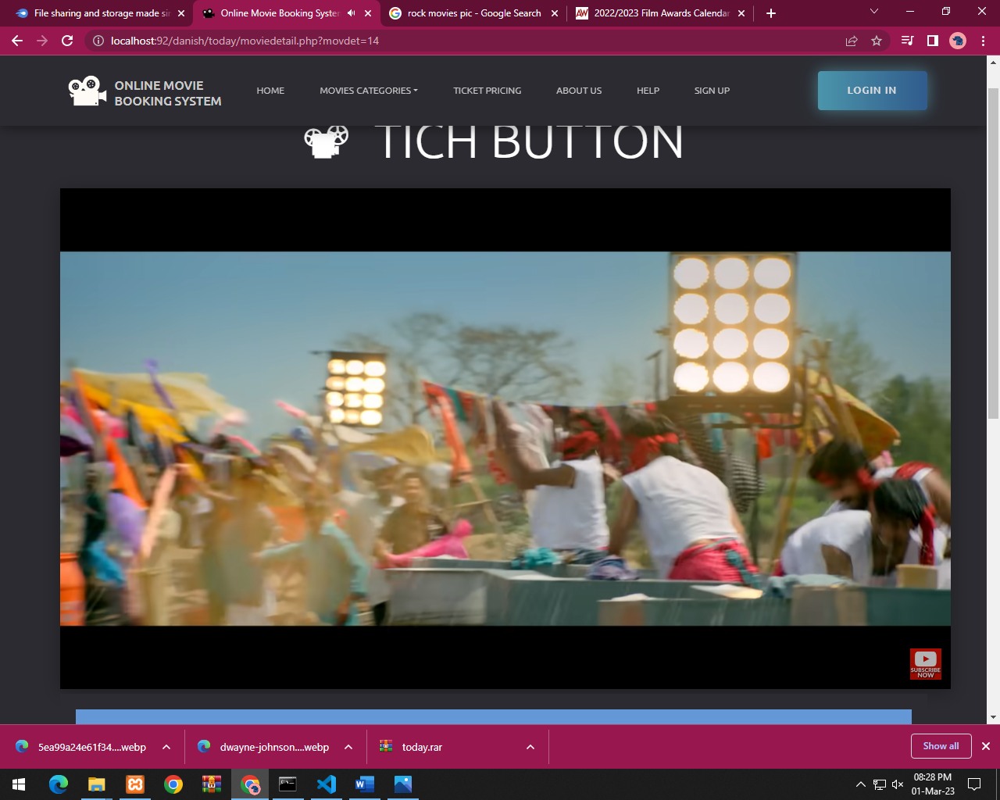 File sharing and storage made sir
Online Movie Booking Syster
rock movies pic - Google Search
2022/2023 Film Awards Calendar
localhost:92/danish/today/moviedetail.php?movdet=14
ONLINE MOVIE
BOOKING SYSTEM
HOME
MOVIES CATEGORIES
TICKET PRICING
ABOUT US
HELP
SIGN UP
LOGIN IN
TICH BUTTON
SUBSCRIBE
NOW
5ea99a24e61f34....webp
dwayne-johnson....webp
today.rar
Show all
08:28 PM
01-Mar-23